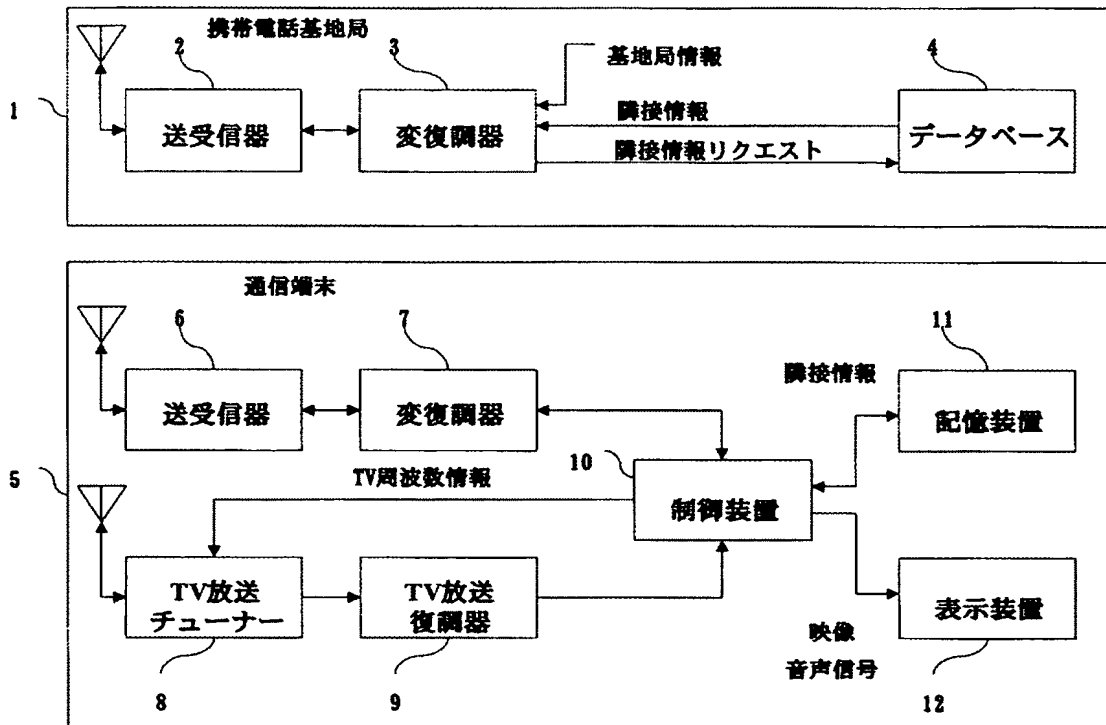 携帯電話基地局
2
3
基地局情報
4
1
送受信器
変復調器
隣接情報
隣接情報リクエスト
データベース
通信端末
6
7
11
送受信器
変復調器
隣接情報
記憶装置
5
TV周波数情報
10
制御装置
TV放送
チューナー
TV放送
復調器
表示装置
映像
音声信号
8
9
12